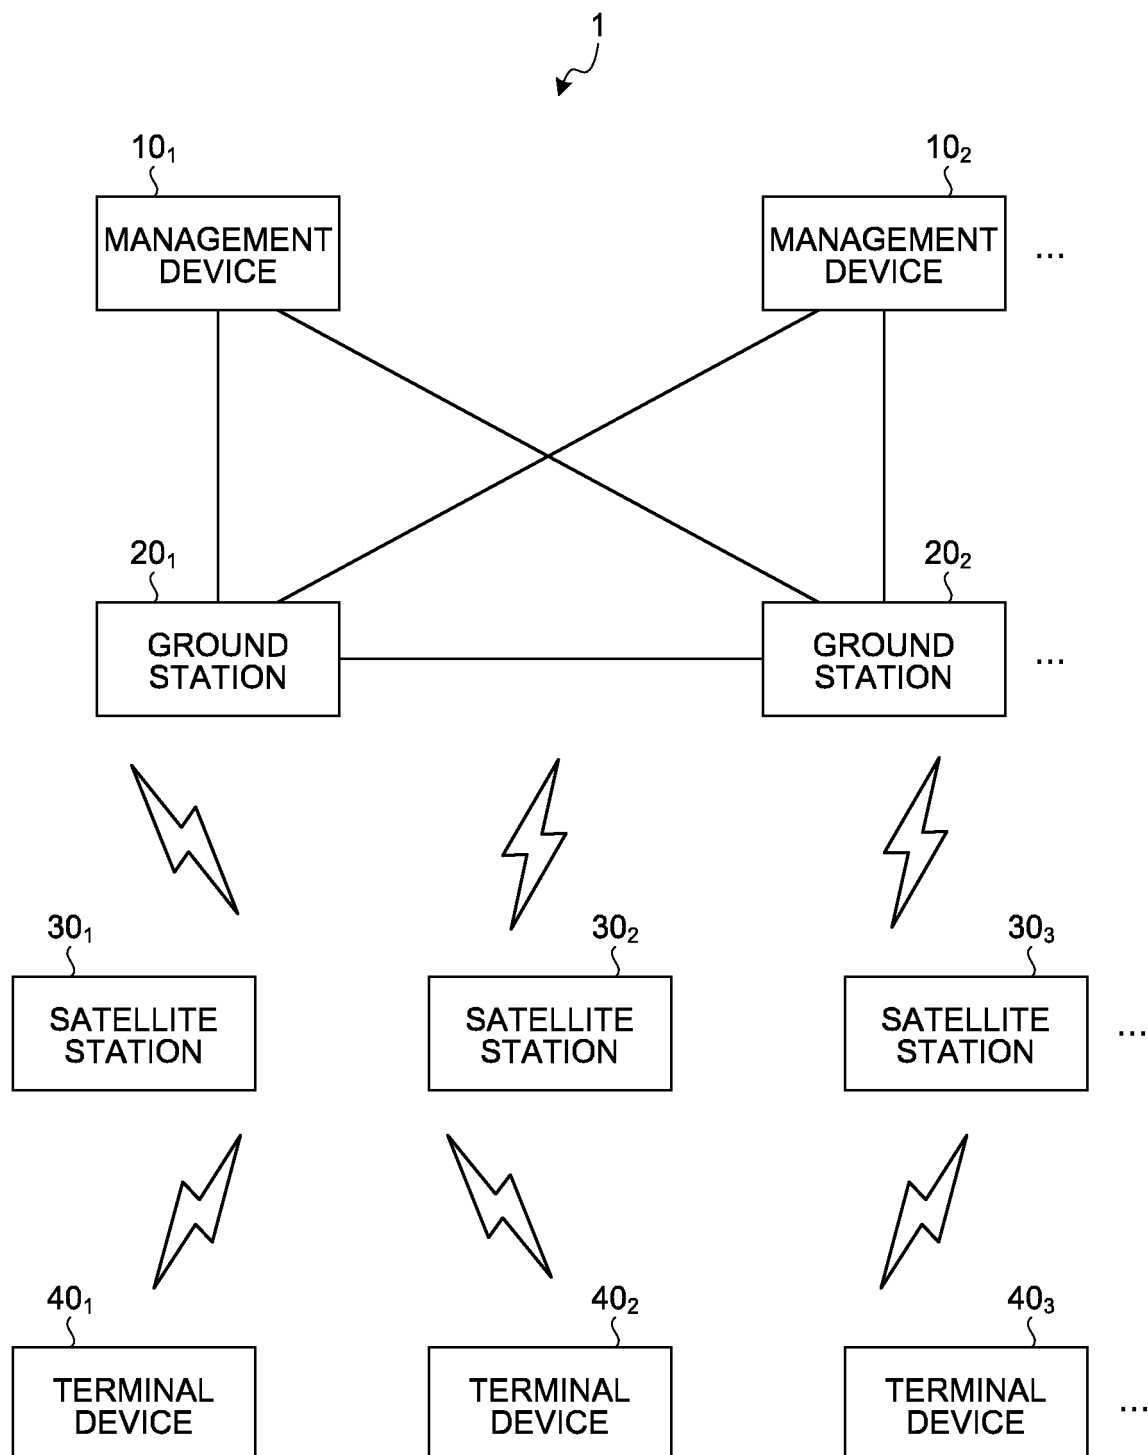 1
10₁ 10₂
MANAGEMENT DEVICE MANAGEMENT DEVICE ...
20₁ 20₂
GROUND STATION GROUND STATION ...
30₁ 30₂ 30₃
SATELLITE STATION SATELLITE STATION SATELLITE STATION ...
40₁ 40₂ 40₃
TERMINAL DEVICE TERMINAL DEVICE TERMINAL DEVICE ...